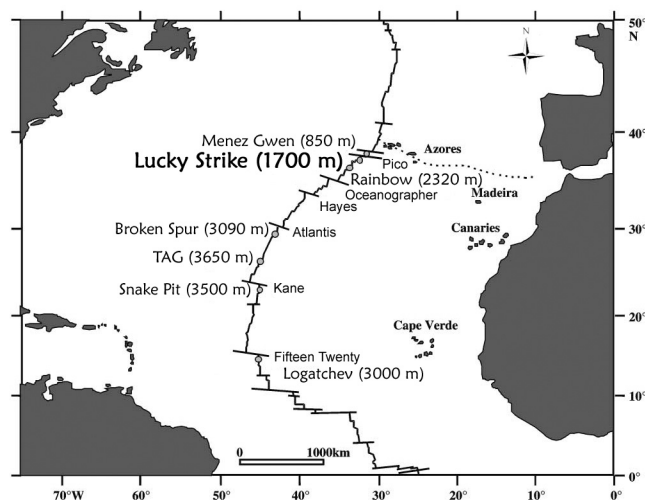 50°
N
N
40°
Menez Gwen (850 m)
Azores
Lucky Strike (1700 m)
Pico
Rainbow (2320 m)
Oceanographer
Madeira
Hayes
Broken Spur (3090 m)
Atlantis
30°
Canaries
TAG (3650 m)
Snake Pit (3500 m)
Kane
20°
Cape Verde
Fifteen Twenty
Logatchev (3000 m)
10°
0
1000km
0°
70°W
60°
50°
40°
30°
20°
10°
0°